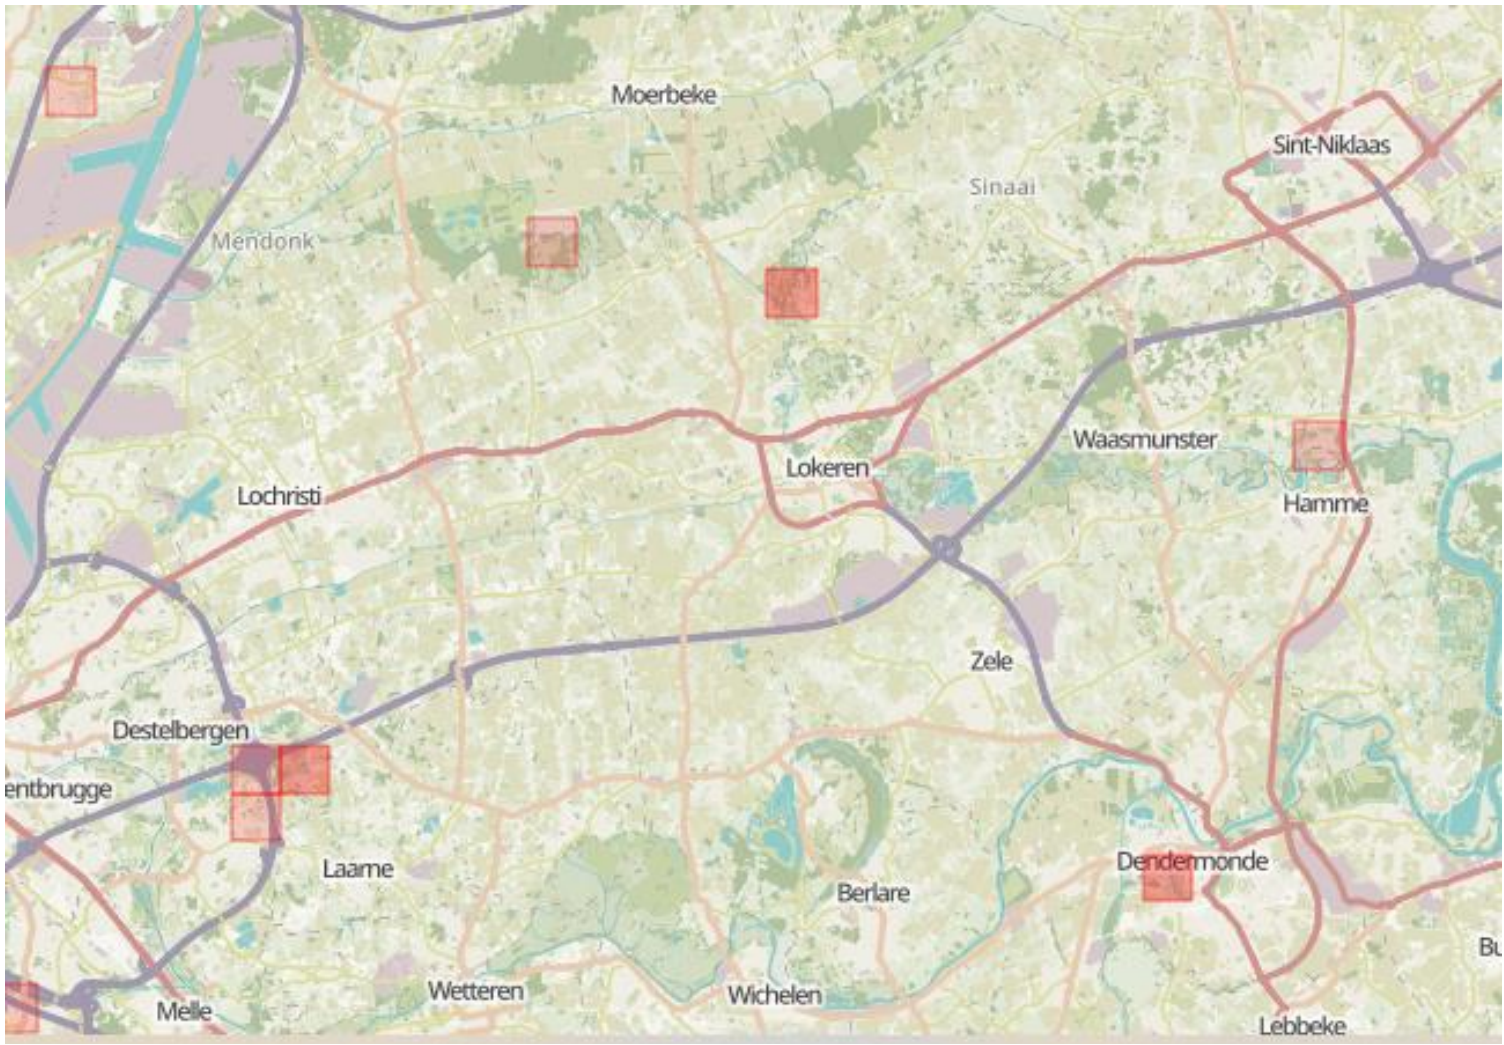 Moerbeke
Sint-Niklaas
Sinaai
Mendonk
Waasmunster
Lokeren
Lochristi
Hamme
Zele
Destelbergen
entbrugge
Dendermonde
Laarne
Berlare
Bu
Wetteren
Wichelen
Melle
Lebbeke